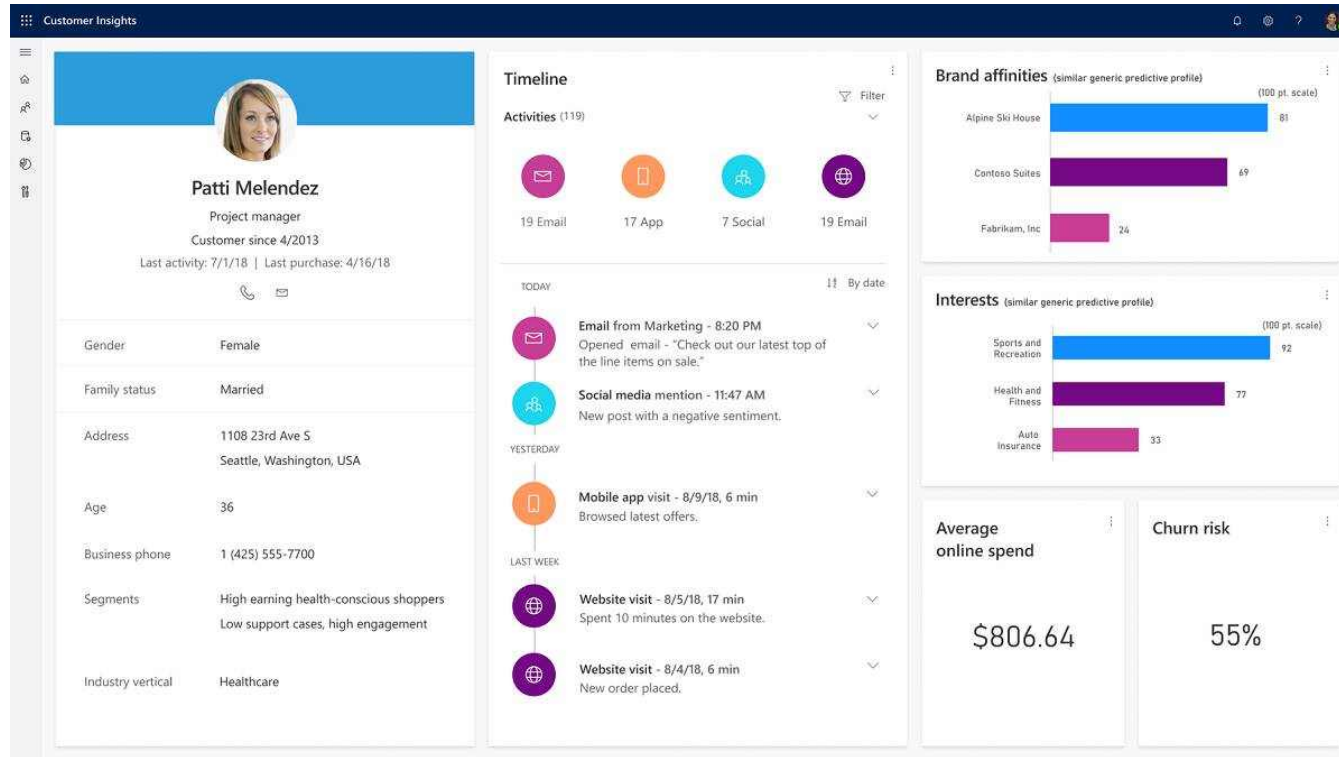 Customer Insights
?
Patti Melendez
Project manager
Customer since 4/2013
Last activity: 7/1/18 | Last purchase: 4/16/18
Gender Female
Family status Married
Address 1108 23rd Ave S
Seattle, Washington, USA
Age 36
Business phone 1 (425) 555-7700
Segments High earning health-conscious shoppers
Low support cases, high engagement
Industry vertical Healthcare
Timeline
Filter
Activities (119)
19 Email 17 App 7 Social 19 Email
TODAY By date
Email from Marketing - 8:20 PM
Opened email - "Check out our latest top of
the line items on sale."
Social media mention - 11:47 AM
New post with a negative sentiment.
YESTERDAY
Mobile app visit - 8/9/18, 6 min
Browsed latest offers.
LAST WEEK
Website visit - 8/5/18, 17 min
Spent 10 minutes on the website.
Website visit - 8/4/18, 6 min
New order placed.
Brand affinities (similar generic predictive profile)
(100 pt. scale)
Alpine Ski House 81
Contoso Suites 69
Fabrikam, Inc 24
Interests (similar generic predictive profile)
(100 pt. scale)
Sports and
Recreation 92
Health and
Fitness 77
Auto
Insurance 33
Average
online spend
$806.64
Churn risk
55%